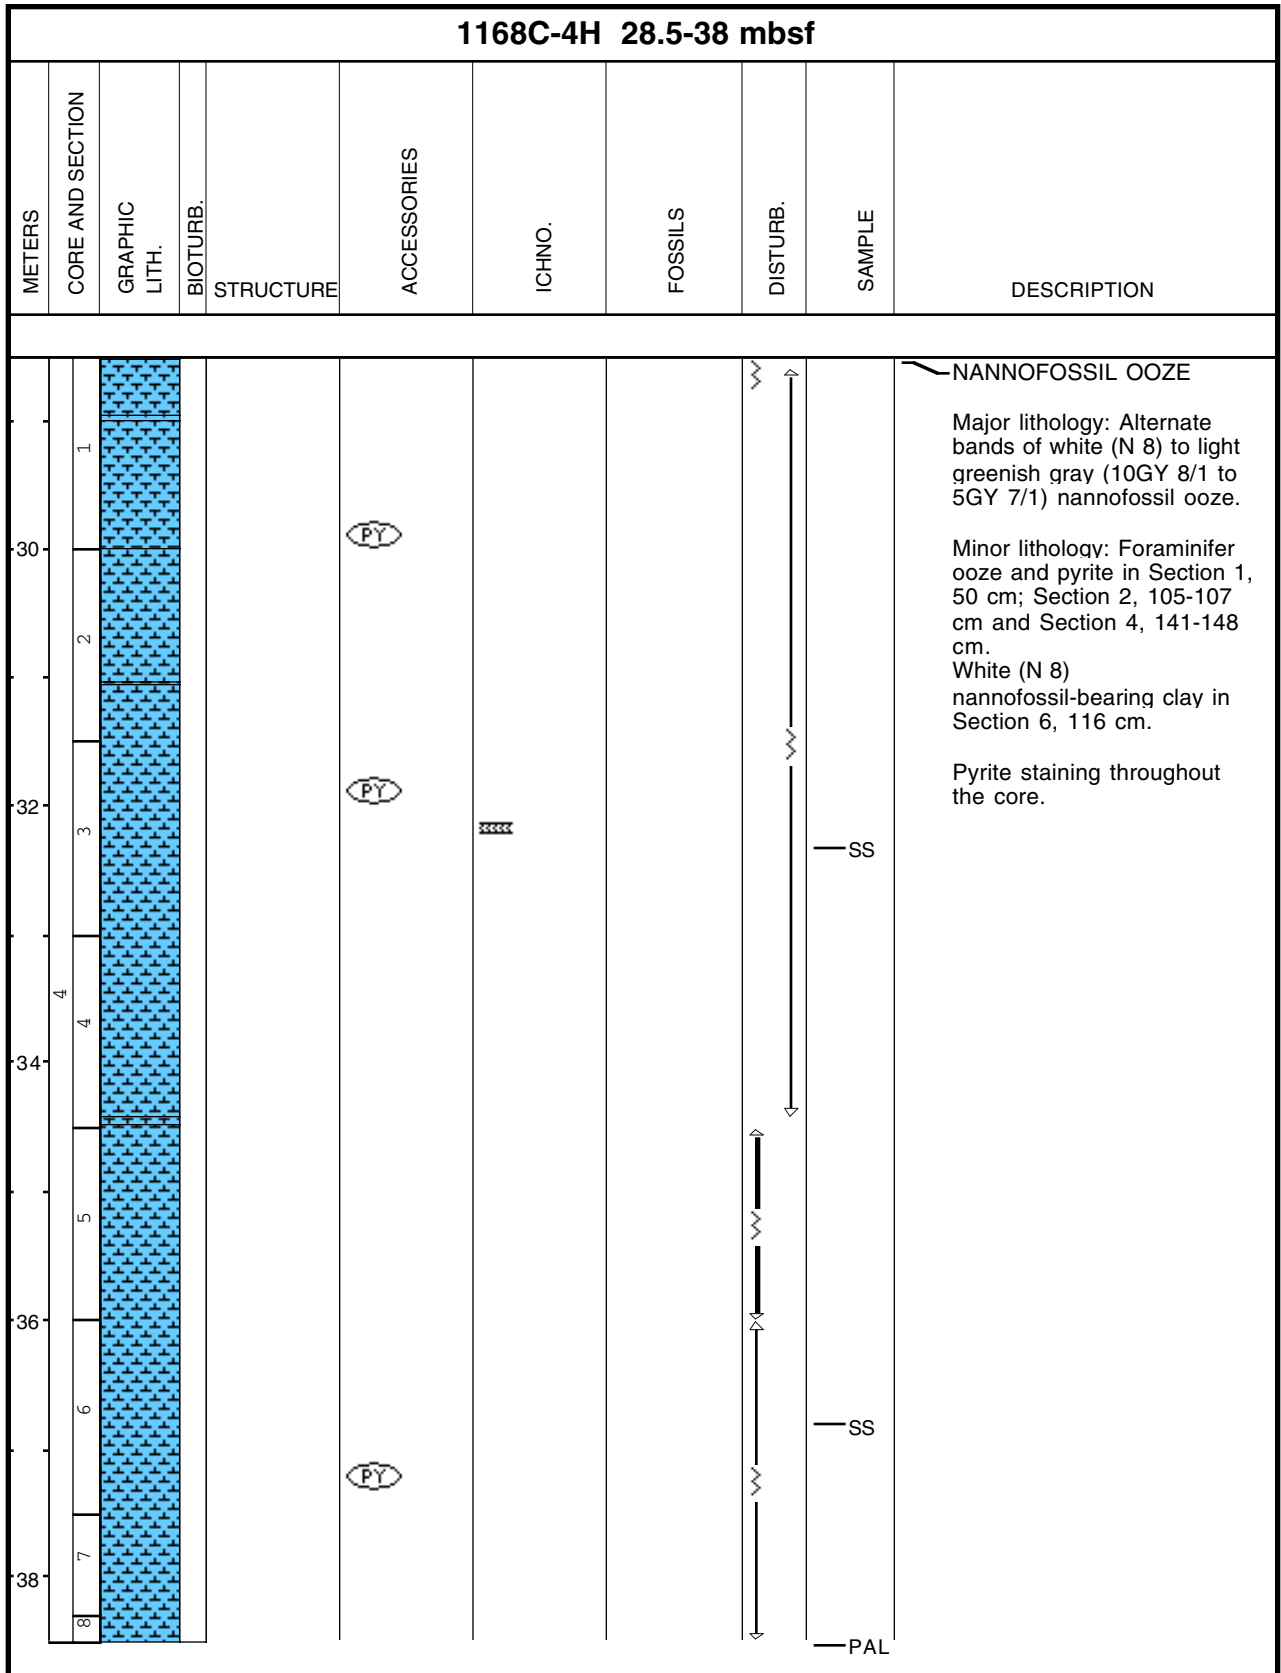 1168C-4H 28.5-38 mbsf
METERS
CORE AND SECTION
GRAPHIC
LITH.
BIOTURB.
STRUCTURE
ACCESSORIES
ICHNO.
FOSSILS
DISTURB.
SAMPLE
DESCRIPTION
NANNOFOSSIL OOZE
Major lithology: Alternate
bands of white (N 8) to light
greenish gray (10GY 8/1 to
5GY 7/1) nannofossil ooze.
Minor lithology: Foraminifer
ooze and pyrite in Section 1,
50 cm; Section 2, 105-107
cm and Section 4, 141-148
cm.
White (N 8)
nannofossil-bearing clay in
Section 6, 116 cm.
Pyrite staining throughout
the core.
1
PY
30
2
PY
32
3
SS
4
4
34
5
36
6
SS
PY
7
38
8
PAL